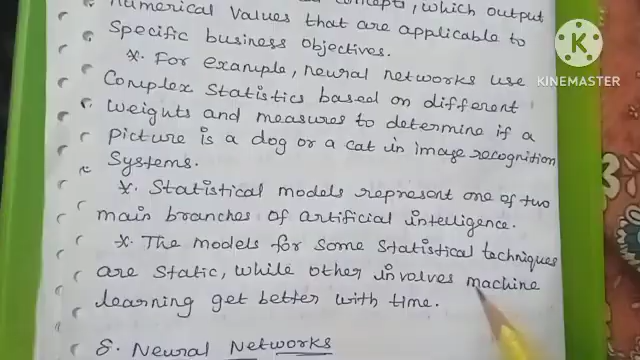 concepts, which output
numerical values that are applicable to
specific business objectives.
* For example, neural networks use
complex statistics based on different
weights and measures to determine if a
picture is a dog or a cat in image recognition
systems.
* Statistical models represent one of two
main branches of artificial intelligence.
* The models for some statistical techniques
are static, while other involves machine
learning get better with time.
8. Neural Networks
KINEMASTER